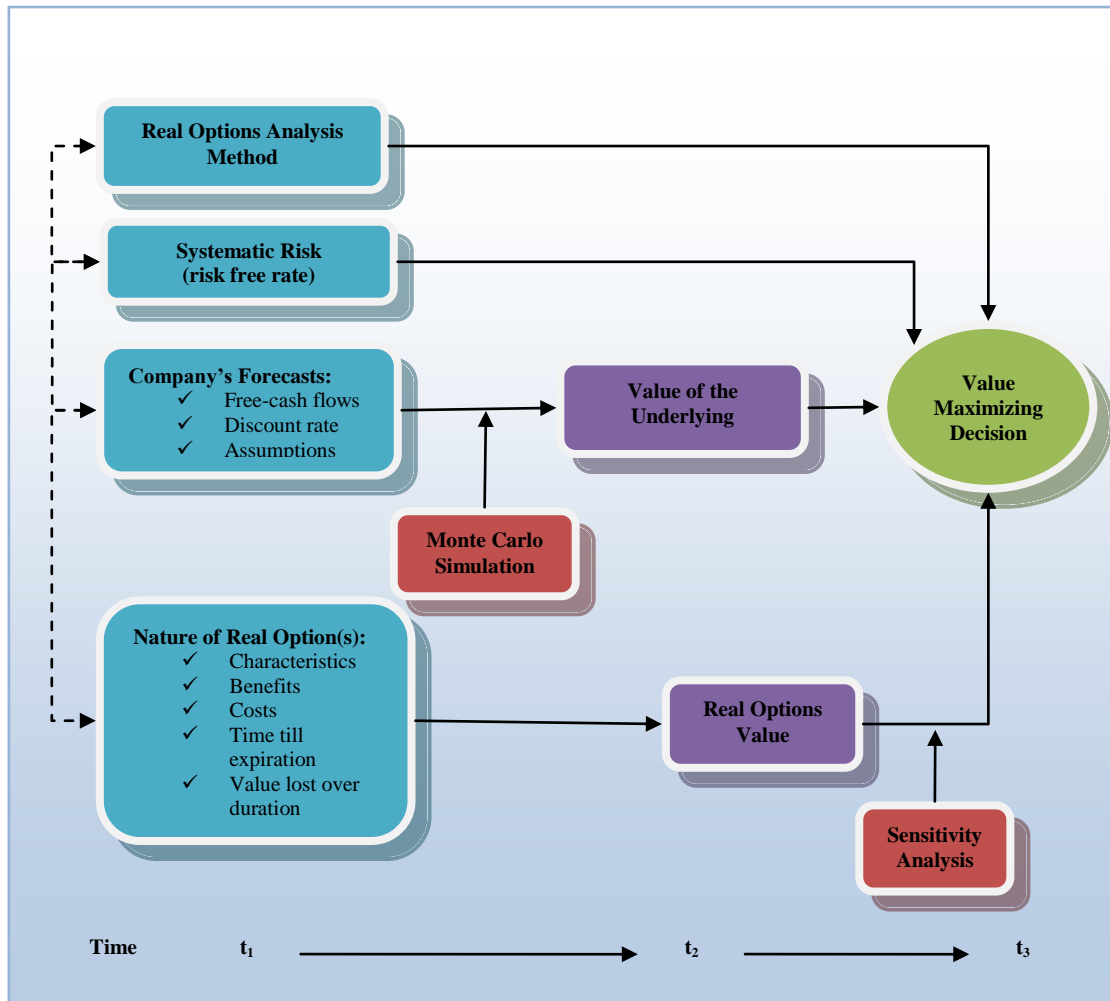 Real Options Analysis
Method
Systematic Risk
(risk free rate)
Company’s Forecasts:
✓ Free-cash flows
✓ Discount rate
✓ Assumptions
Value of the
Underlying
Value
Maximizing
Decision
Monte Carlo
Simulation
Nature of Real Option(s):
✓ Characteristics
✓ Benefits
✓ Costs
✓ Time till
expiration
✓ Value lost over
duration
Real Options
Value
Sensitivity
Analysis
Time t₁ t₂ t₃